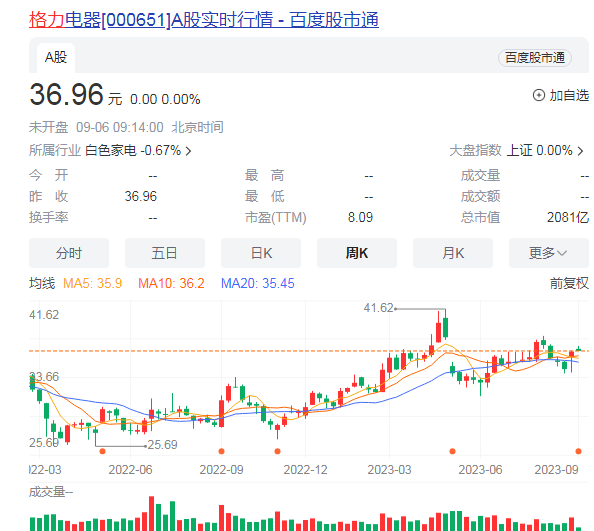 格力电器[000651]A股实时行情 - 百度股市通
A股
百度股市通
36.96 元 0.00 0.00%
加自选
未开盘 09-06 09:14:00 北京时间
所属行业 白色家电 -0.67%
大盘指数 上证 0.00%
今 开 -- 最 高 -- 成交量 --
昨 收 36.96 最 低 -- 成交额 --
换手率 -- 市盈(TTM) 8.09 总市值 2081亿
分时 五日 日K 周K 月K 更多
均线 MA5: 35.9 MA10: 36.2 MA20: 35.45 前复权
41.62
41.62
33.66
25.69
25.69
022-03 2022-06 2022-09 2022-12 2023-03 2023-06 2023-09
成交量--